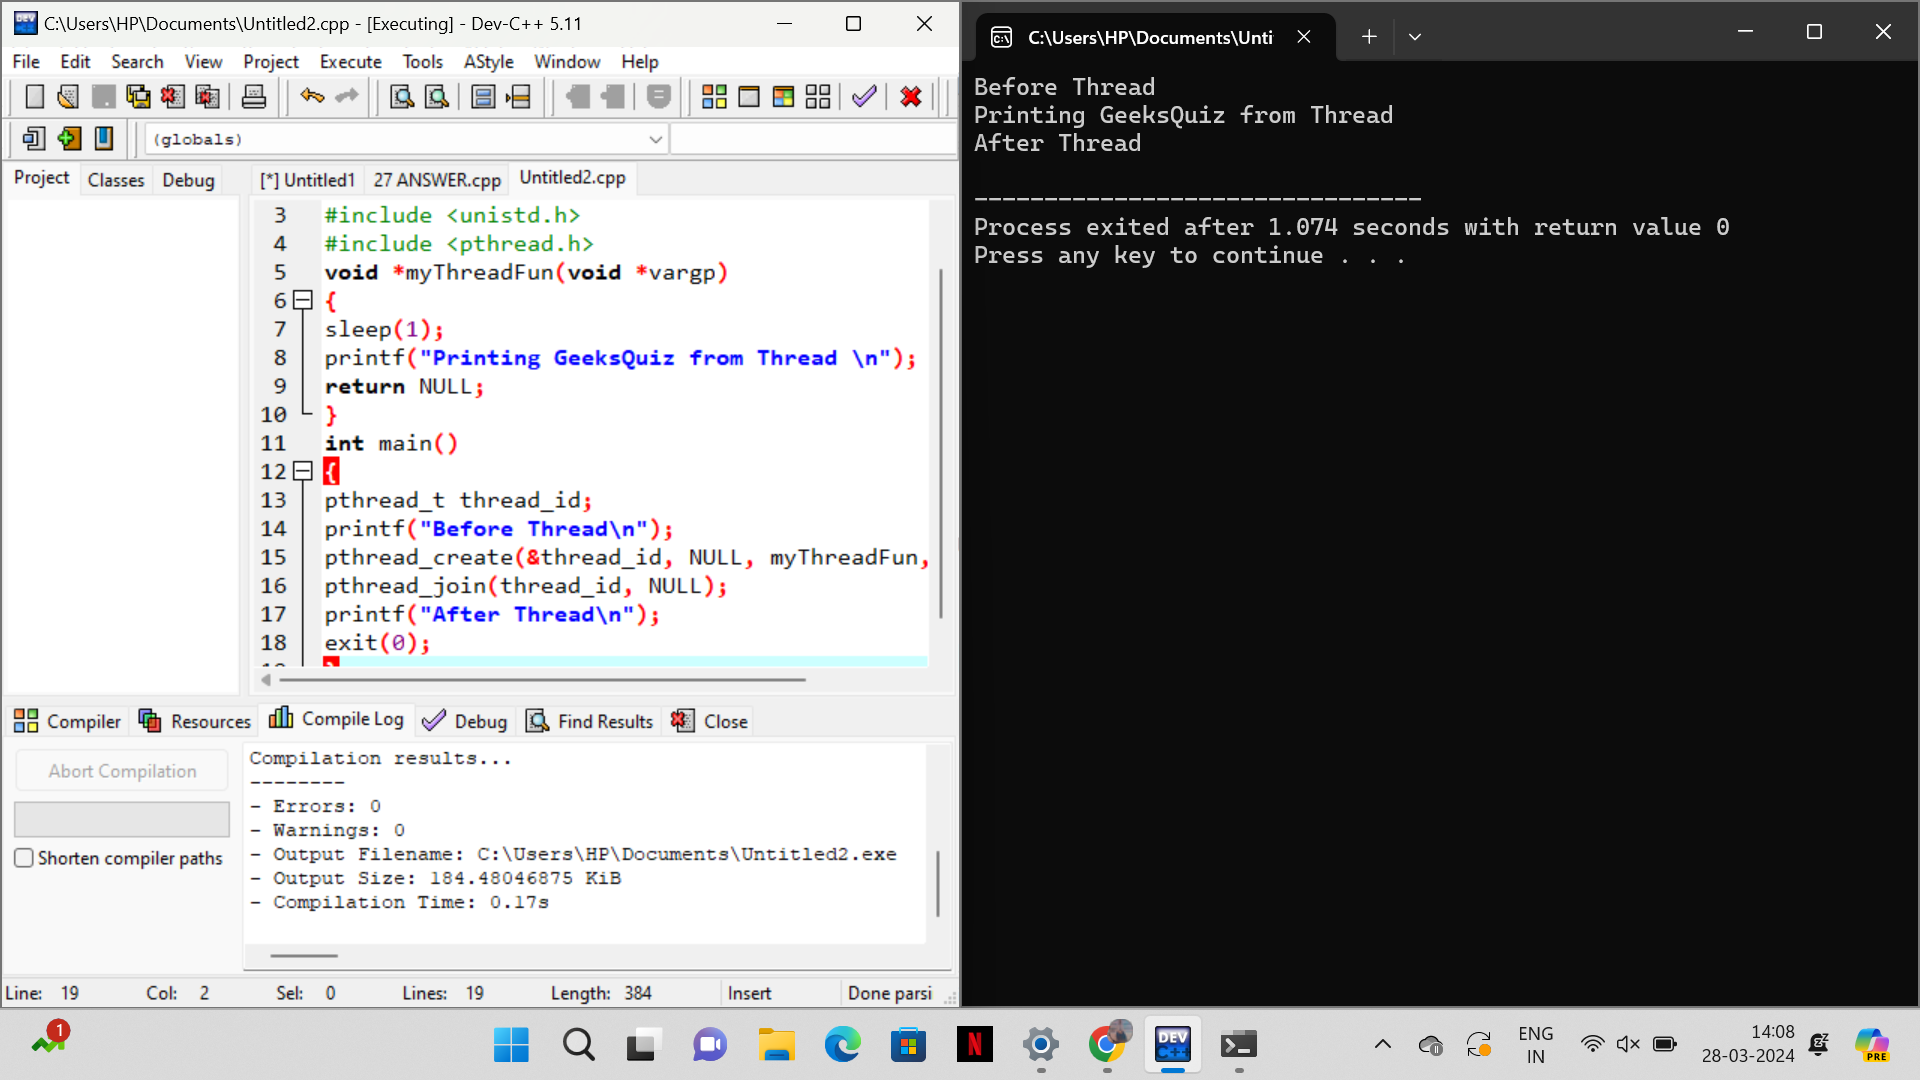 C:\Users\HP\Documents\Untitled2.cpp - [Executing] - Dev-C++ 5.11
File Edit Search View Project Execute Tools AStyle Window Help
(globals)
Project Classes Debug
[*] Untitled1 27 ANSWER.cpp Untitled2.cpp
3 #include <unistd.h>
4 #include <pthread.h>
5 void *myThreadFun(void *vargp)
6 {
7 sleep(1);
8 printf("Printing GeeksQuiz from Thread \n");
9 return NULL;
10 }
11 int main()
12 {
13 pthread_t thread_id;
14 printf("Before Thread\n");
15 pthread_create(&thread_id, NULL, myThreadFun,
16 pthread_join(thread_id, NULL);
17 printf("After Thread\n");
18 exit(0);
Compiler Resources Compile Log Debug Find Results Close
Abort Compilation
Shorten compiler paths
Compilation results...
--------
- Errors: 0
- Warnings: 0
- Output Filename: C:\Users\HP\Documents\Untitled2.exe
- Output Size: 184.48046875 KiB
- Compilation Time: 0.17s
Line: 19 Col: 2 Sel: 0 Lines: 19 Length: 384 Insert Done parsi
C:\Users\HP\Documents\Unti
Before Thread
Printing GeeksQuiz from Thread
After Thread
--------------------------------
Process exited after 1.074 seconds with return value 0
Press any key to continue . . .
1
N
DEV
C++
ENG
IN
14:08
28-03-2024
PRE